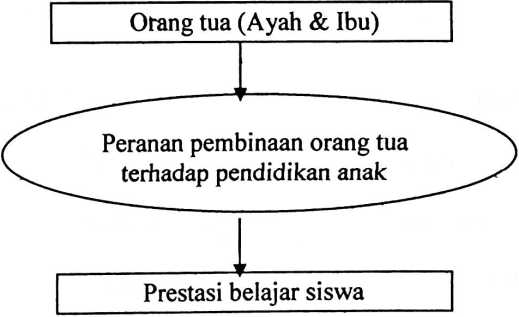 Orang tua (Ayah & Ibu)
Peranan pembinaan orang tua
terhadap pendidikan anak
Prestasi belajar siswa